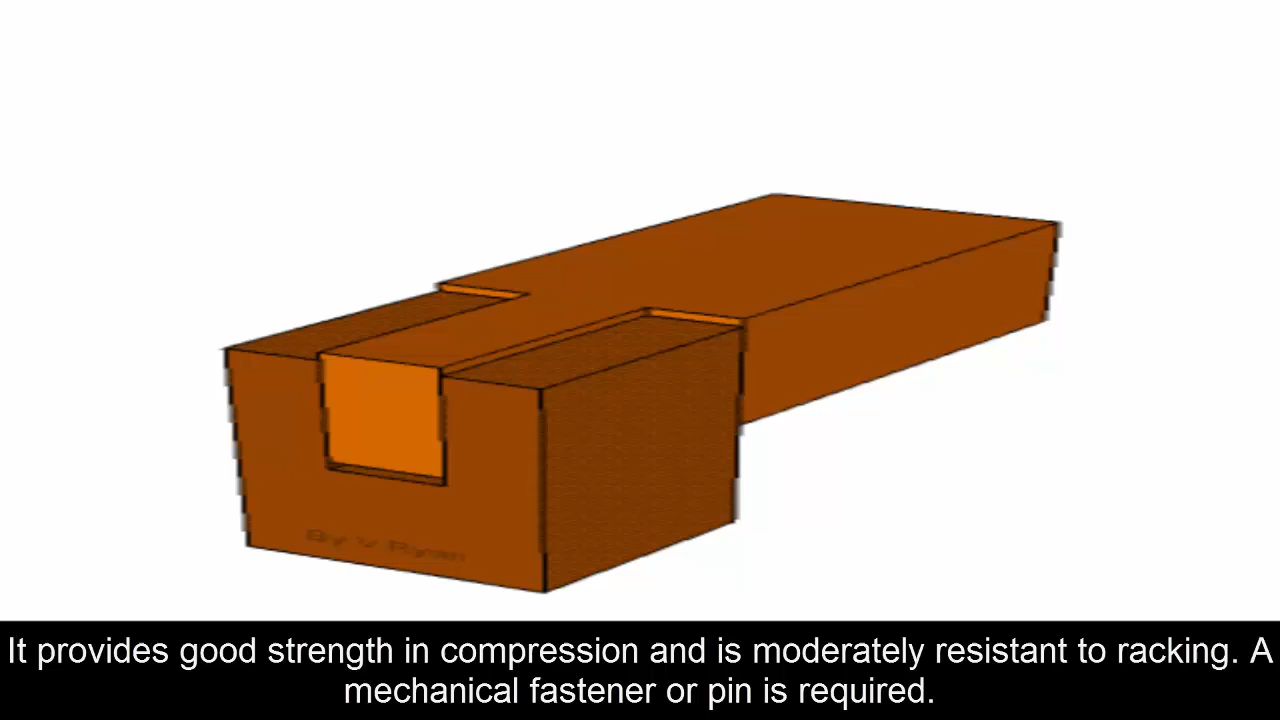 By V Ryan
It provides good strength in compression and is moderately resistant to racking. A
mechanical fastener or pin is required.